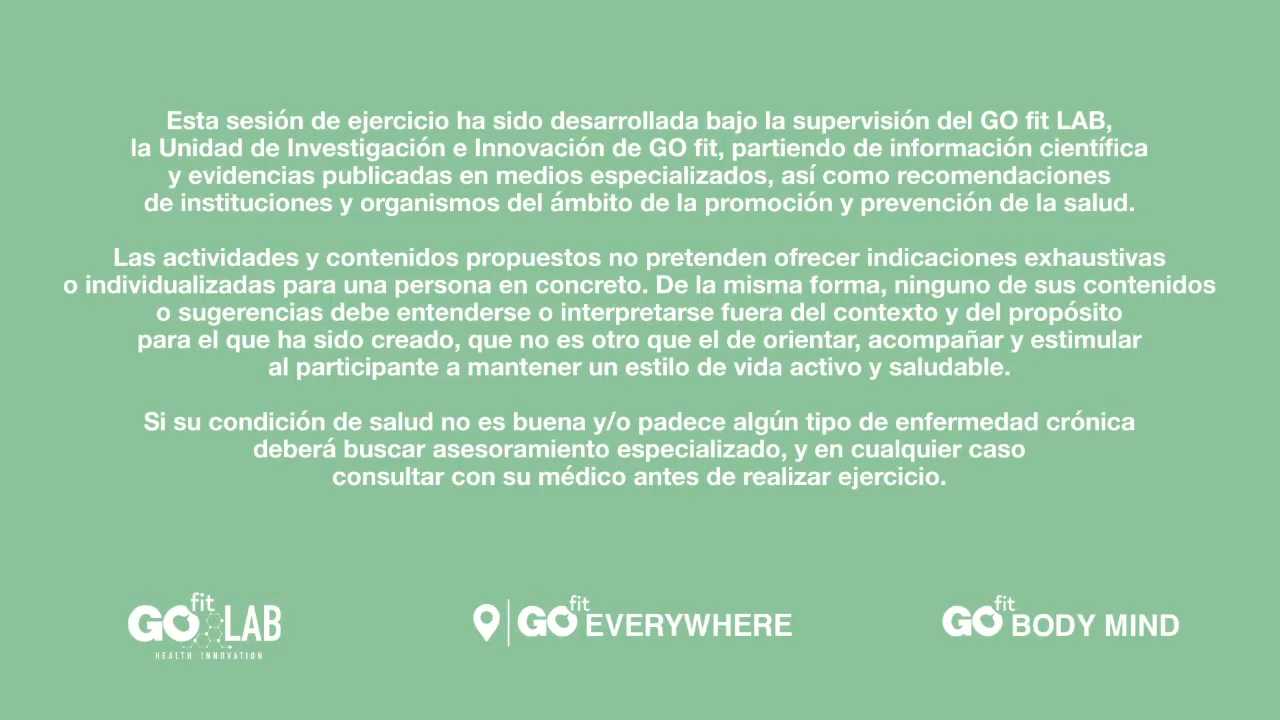 Esta sesión de ejercicio ha sido desarrollada bajo la supervisión del GO fit LAB,
la Unidad de Investigación e Innovación de GO fit, partiendo de información científica
y evidencias publicadas en medios especializados, así como recomendaciones
de instituciones y organismos del ámbito de la promoción y prevención de la salud.
Las actividades y contenidos propuestos no pretenden ofrecer indicaciones exhaustivas
o individualizadas para una persona en concreto. De la misma forma, ninguno de sus contenidos
o sugerencias debe entenderse o interpretarse fuera del contexto y del propósito
para el que ha sido creado, que no es otro que el de orientar, acompañar y estimular
al participante a mantener un estilo de vida activo y saludable.
Si su condición de salud no es buena y/o padece algún tipo de enfermedad crónica
deberá buscar asesoramiento especializado, y en cualquier caso
consultar con su médico antes de realizar ejercicio.
GO fit LAB
HEALTH INNOVATION
GO fit EVERYWHERE
GO fit BODY MIND